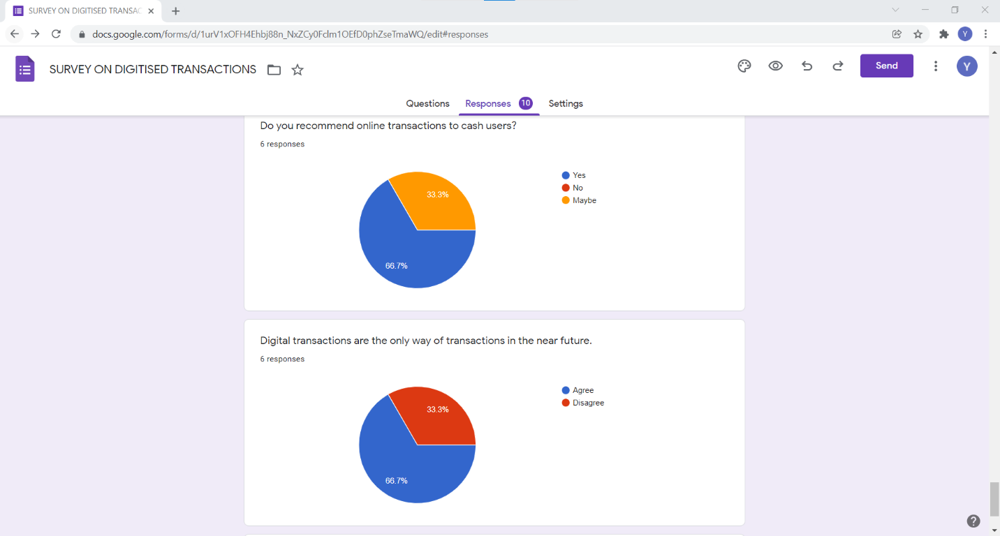 SURVEY ON DIGITISED TRANSAC
docs.google.com/forms/d/1urV1xOFH4Ehbj88n_NxZCy0Fclm1OEfD0phZseTmaWQ/edit#responses
Y
SURVEY ON DIGITISED TRANSACTIONS
Send
Y
Questions
Responses 10
Settings
Do you recommend online transactions to cash users?
6 responses
Yes
No
Maybe
33.3%
66.7%
Digital transactions are the only way of transactions in the near future.
6 responses
Agree
Disagree
33.3%
66.7%